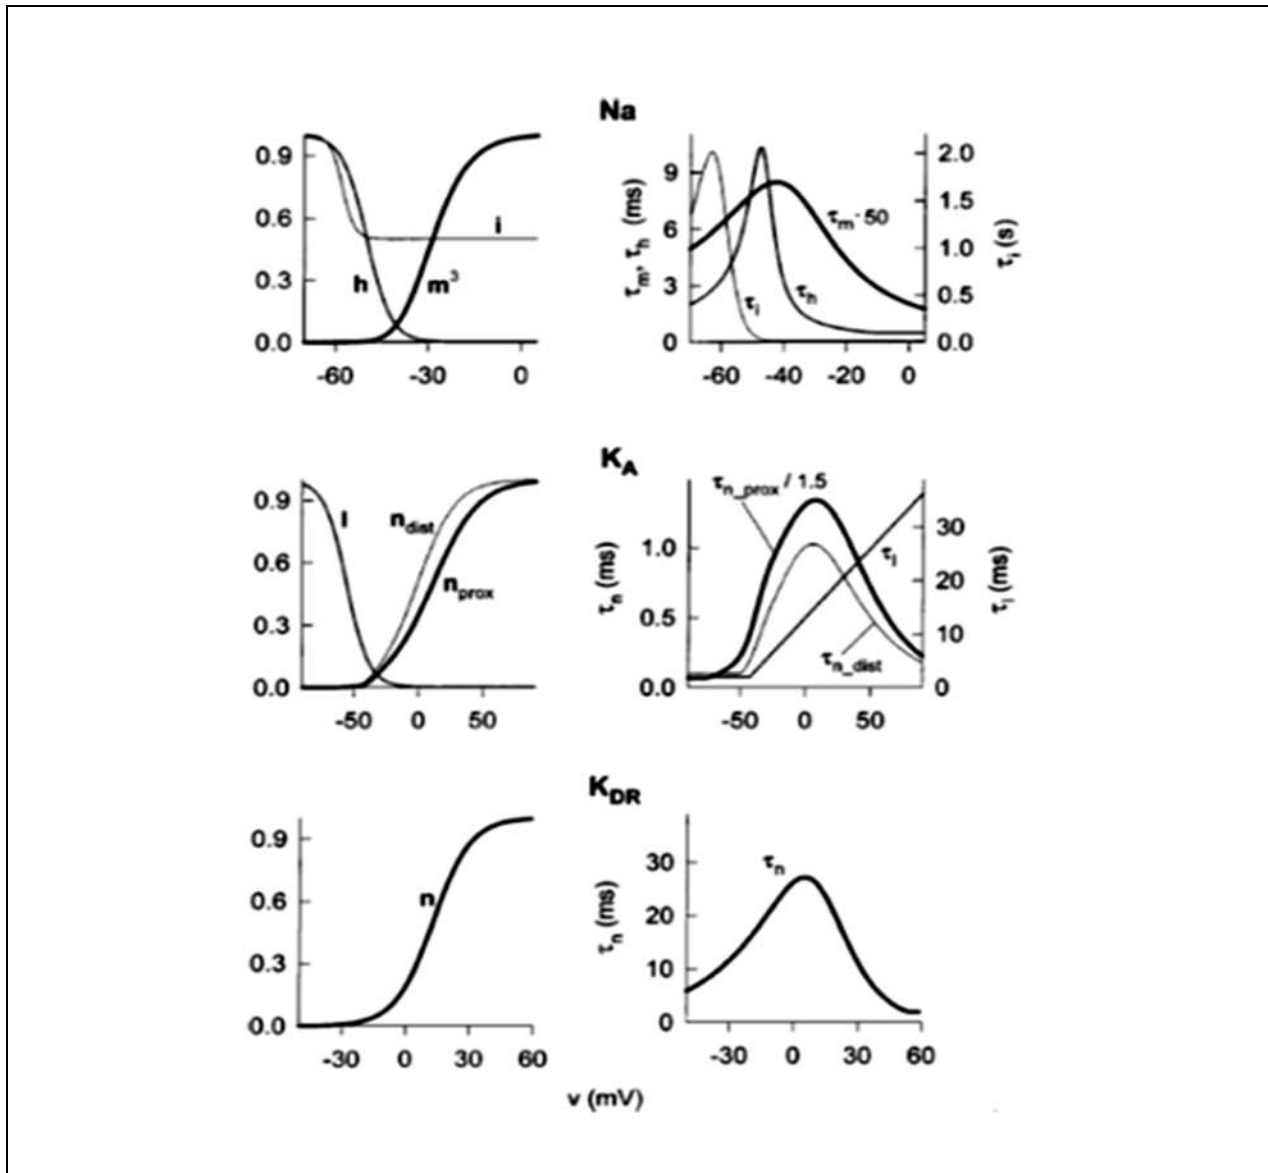 Na
0.9
0.6
0.3
0.0
i
h
m³
-60 -30 0
τm, τh (ms)
9
6
3
0
τm·50
τi
τh
2.0
1.5
1.0
0.5
0.0
τi (s)
-60 -40 -20 0
KA
0.9
0.6
0.3
0.0
l
ndist
nprox
-50 0 50
τn (ms)
1.0
0.5
0.0
τn_prox / 1.5
τl
τn_dist
30
20
10
0
τl (ms)
-50 0 50
KDR
0.9
0.6
0.3
0.0
n
-30 0 30 60
τn (ms)
30
20
10
0
τn
-30 0 30 60
v (mV)